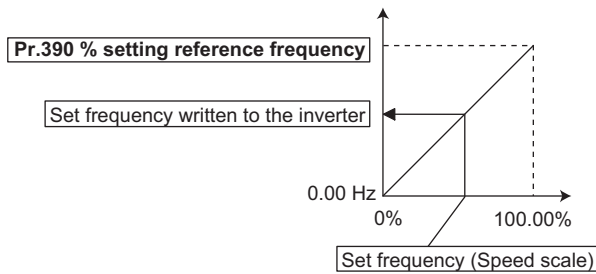 Pr.390 % setting reference frequency
Set frequency written to the inverter
0.00 Hz
0%
100.00%
Set frequency (Speed scale)